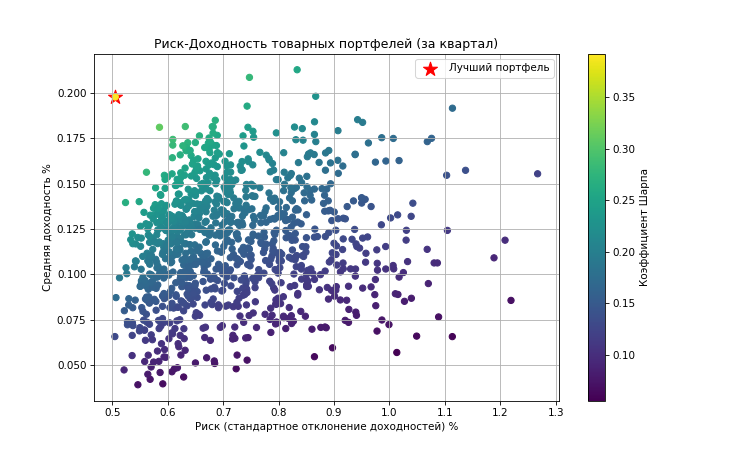 Риск-Доходность товарных портфелей (за квартал)
Лучший портфель
Средняя доходность %
0.200
0.175
0.150
0.125
0.100
0.075
0.050
0.5 0.6 0.7 0.8 0.9 1.0 1.1 1.2 1.3
Риск (стандартное отклонение доходностей) %
0.35
0.30
0.25
0.20
0.15
0.10
Коэффициент Шарпа